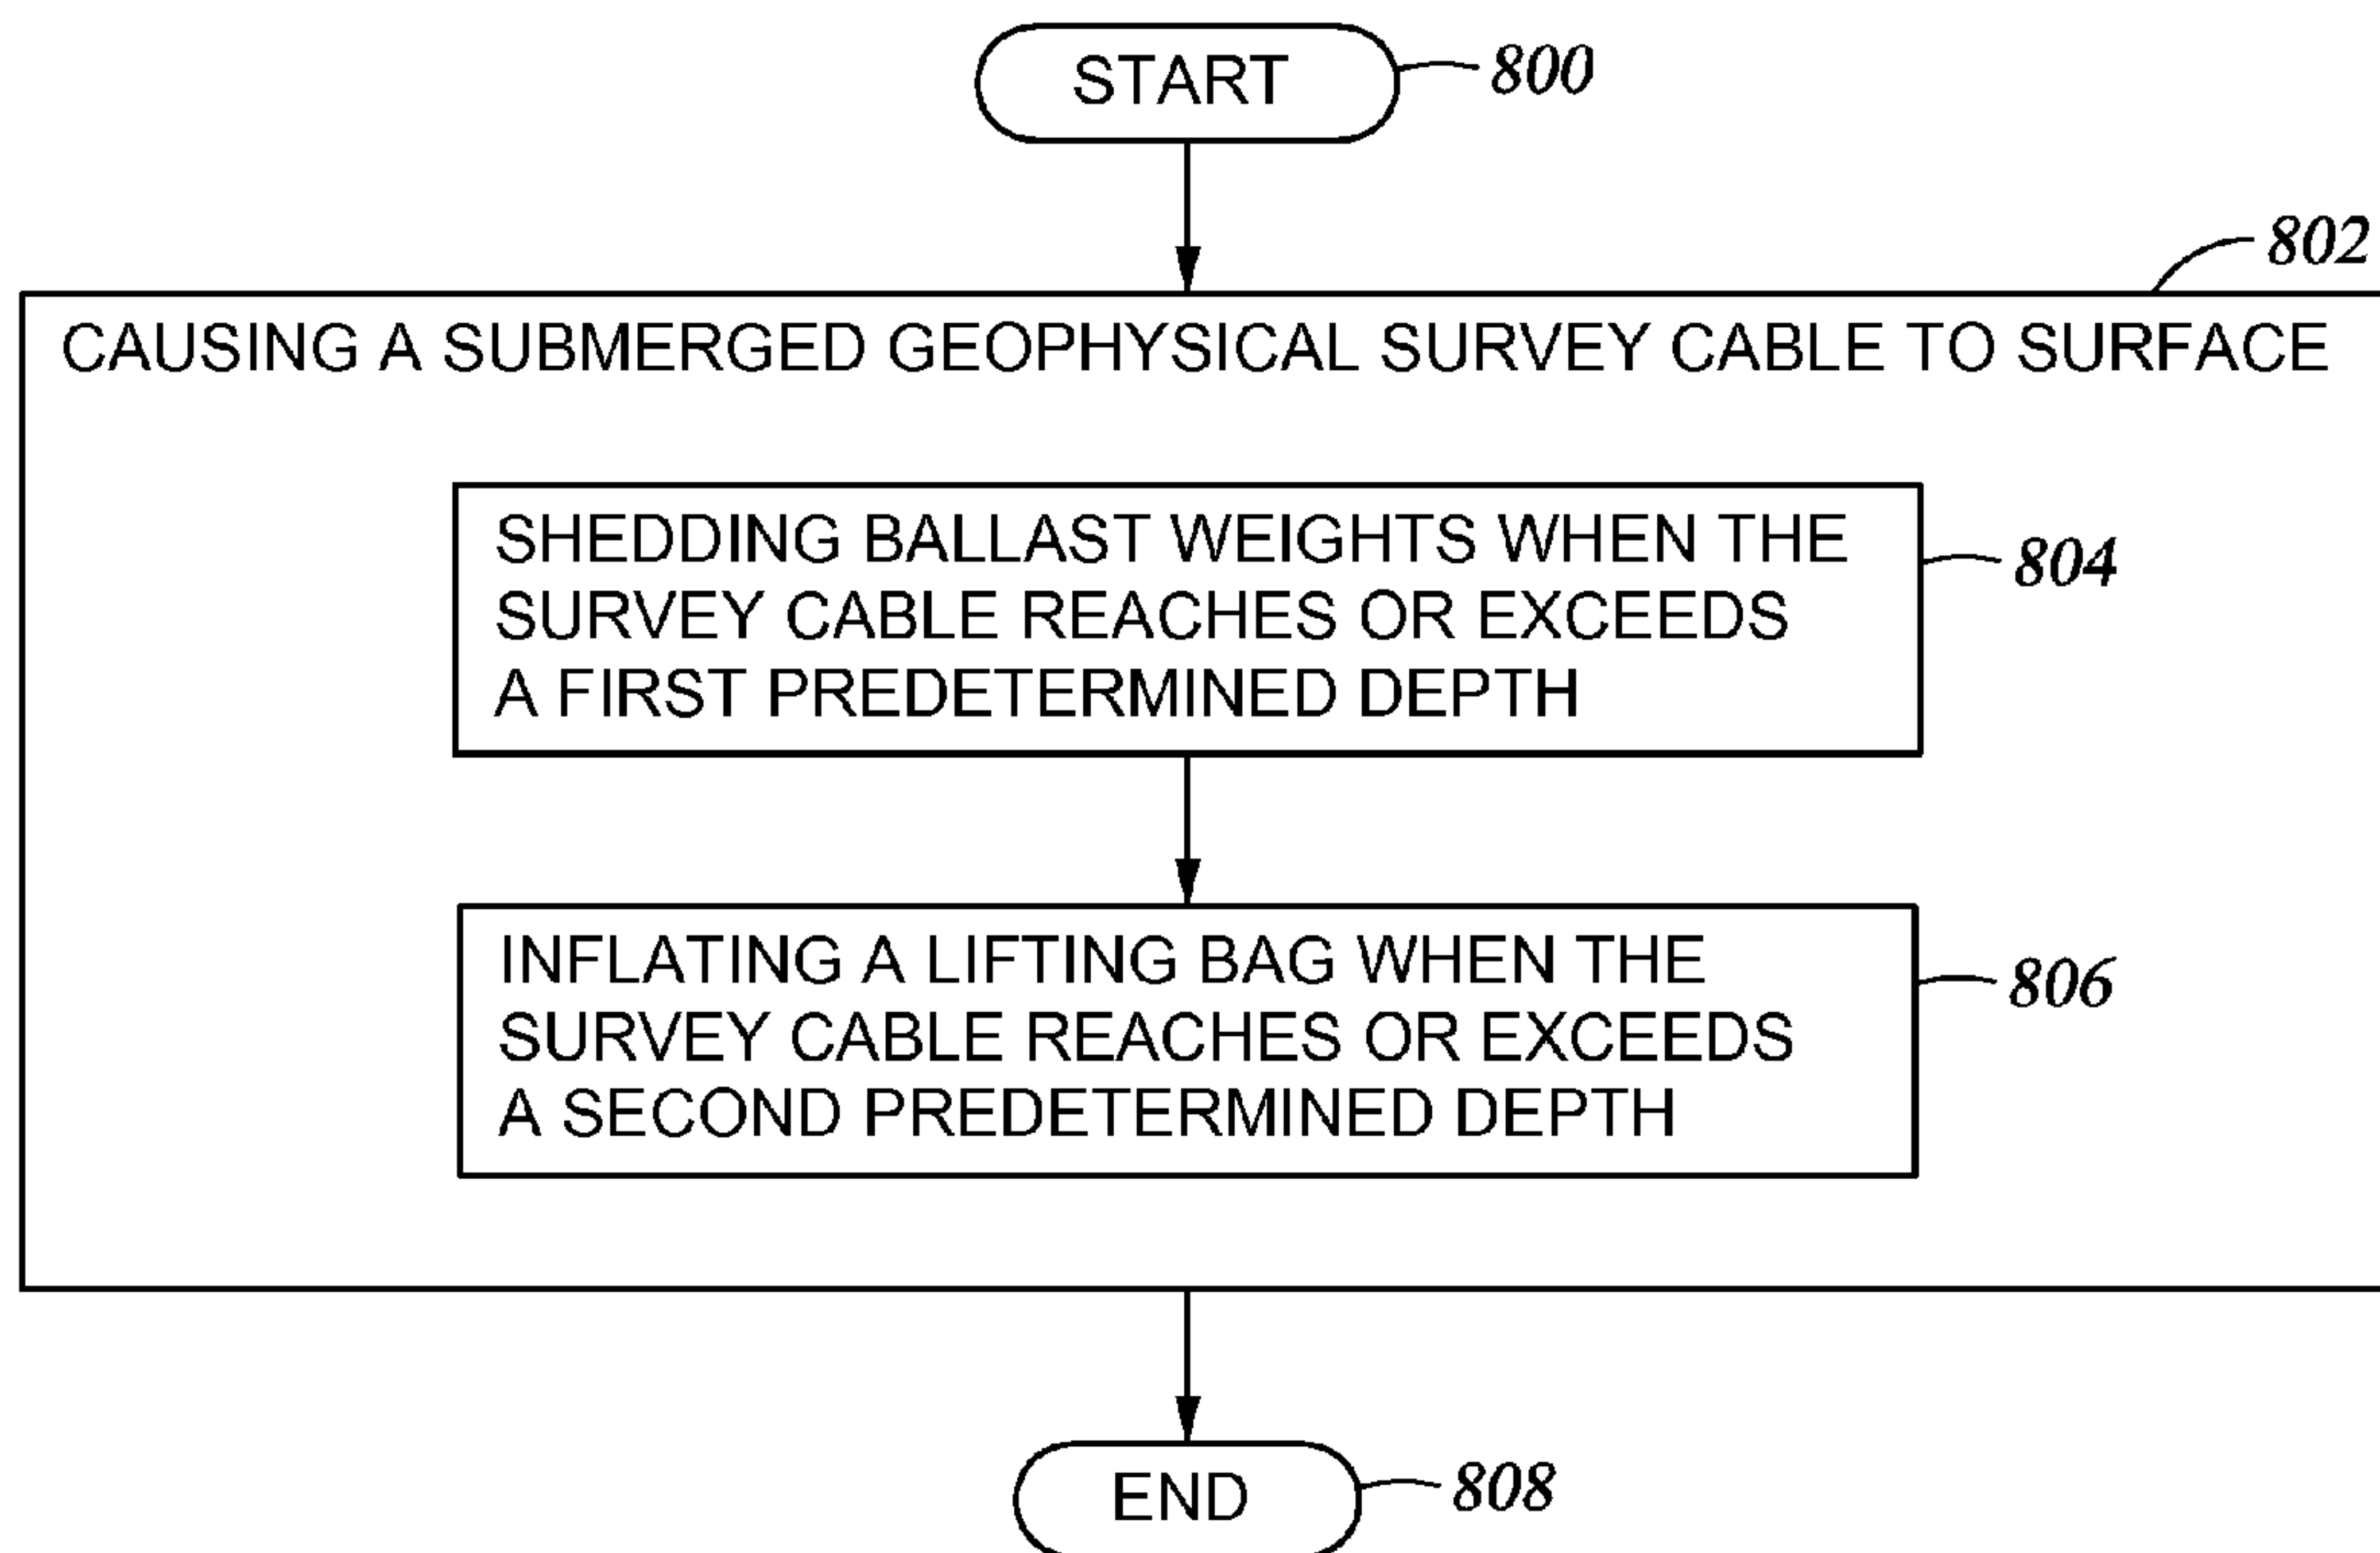 START
800
802
CAUSING A SUBMERGED GEOPHYSICAL SURVEY CABLE TO SURFACE
SHEDDING BALLAST WEIGHTS WHEN THE
SURVEY CABLE REACHES OR EXCEEDS
A FIRST PREDETERMINED DEPTH
804
INFLATING A LIFTING BAG WHEN THE
SURVEY CABLE REACHES OR EXCEEDS
A SECOND PREDETERMINED DEPTH
806
END
808